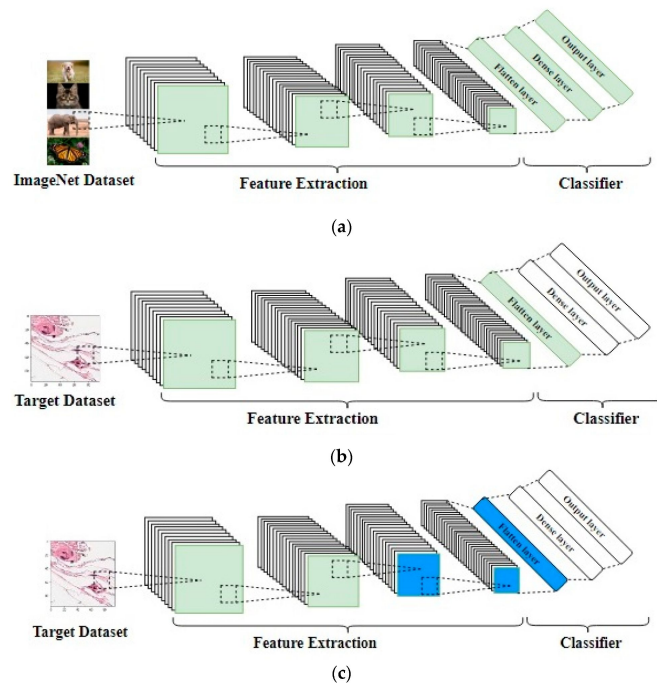 Output layer
Dense layer
Flatten layer
ImageNet Dataset
Feature Extraction
Classifier
(a)
Output layer
Dense layer
Flatten layer
Target Dataset
Feature Extraction
Classifier
(b)
Output layer
Dense layer
Flatten layer
Target Dataset
Feature Extraction
Classifier
(c)